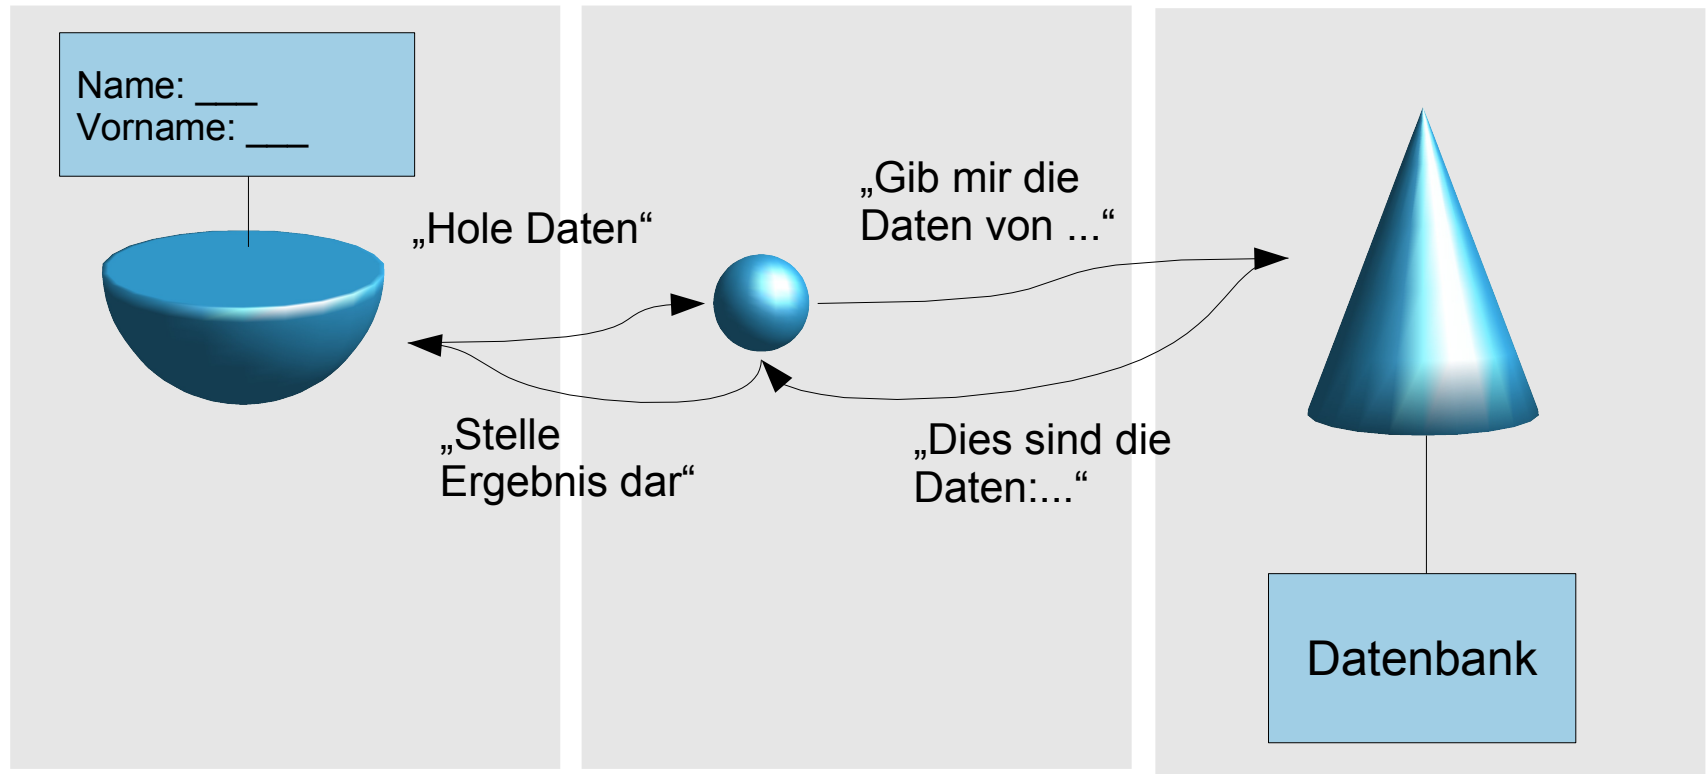 Name: ___
Vorname: ___
„Hole Daten“
„Gib mir die
Daten von ...“
„Stelle
Ergebnis dar“
„Dies sind die
Daten:...“
Datenbank